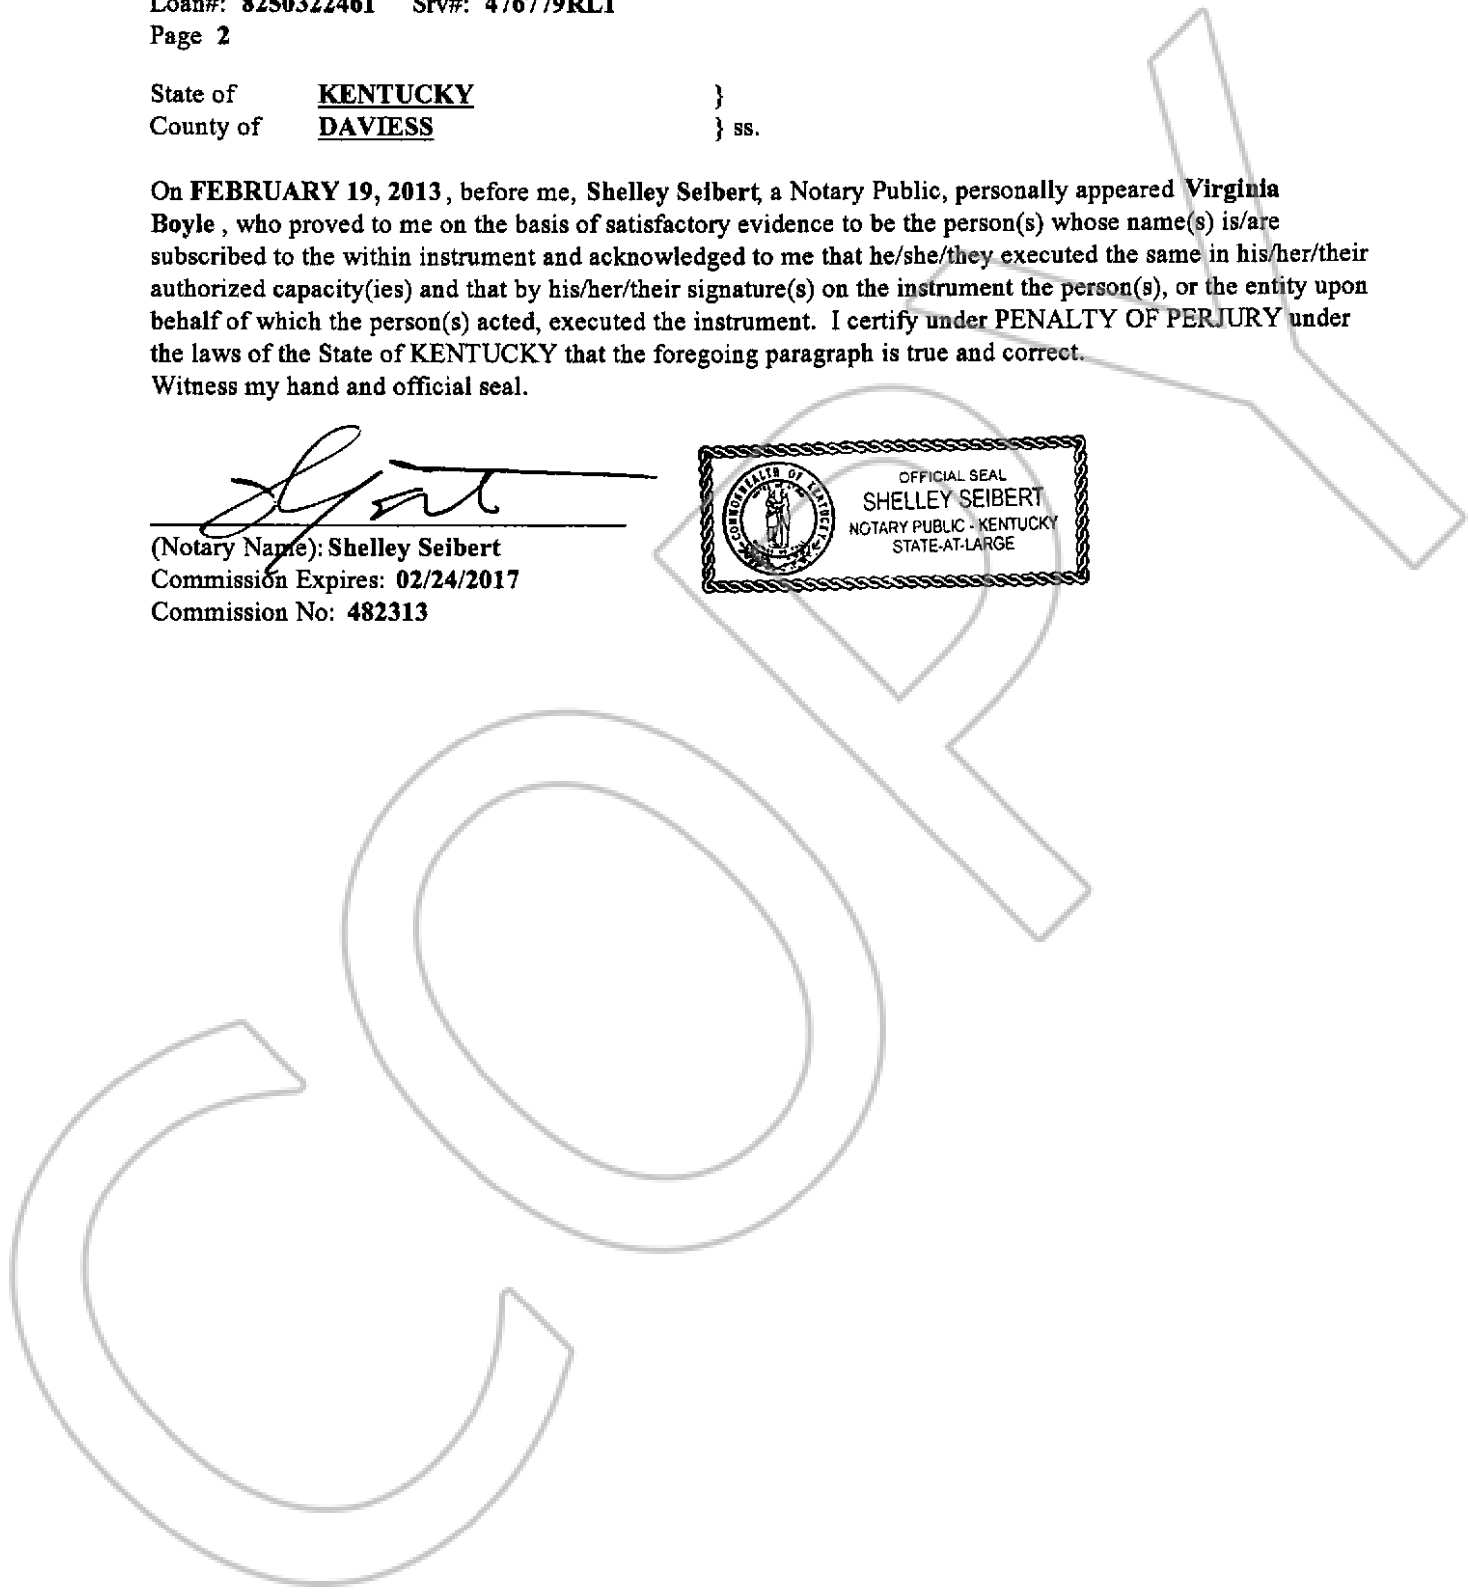 Loan#: 8250322461 Srv#: 476779RL1
Page 2
State of KENTUCKY }
County of DAVIESS } ss.
On FEBRUARY 19, 2013 , before me, Shelley Seibert, a Notary Public, personally appeared Virginia
Boyle , who proved to me on the basis of satisfactory evidence to be the person(s) whose name(s) is/are
subscribed to the within instrument and acknowledged to me that he/she/they executed the same in his/her/their
authorized capacity(ies) and that by his/her/their signature(s) on the instrument the person(s), or the entity upon
behalf of which the person(s) acted, executed the instrument. I certify under PENALTY OF PERJURY under
the laws of the State of KENTUCKY that the foregoing paragraph is true and correct.
Witness my hand and official seal.
COMMONWEALTH OF KENTUCKY
OFFICIAL SEAL
SHELLEY SEIBERT
NOTARY PUBLIC - KENTUCKY
STATE-AT-LARGE
(Notary Name): Shelley Seibert
Commission Expires: 02/24/2017
Commission No: 482313
COPY